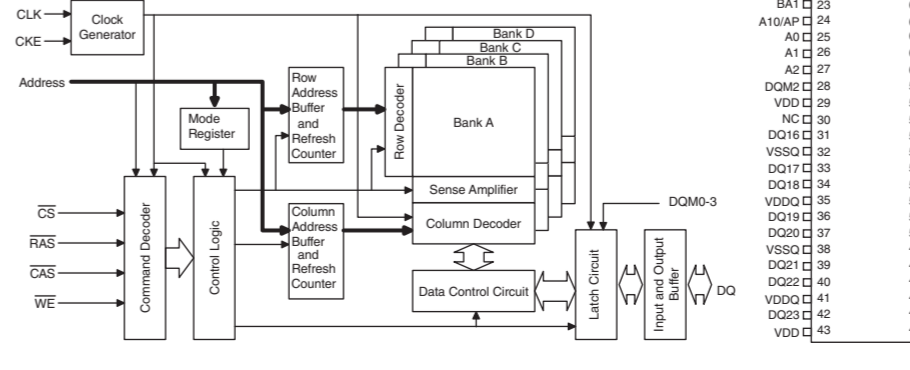 CLK
CKE
Clock
Generator
Address
Mode
Register
Row
Address
Buffer
and
Refresh
Counter
Column
Address
Buffer
and
Refresh
Counter
Bank D
Bank C
Bank B
Bank A
Row Decoder
Sense Amplifier
Column Decoder
CS
RAS
CAS
WE
Command Decoder
Control Logic
Data Control Circuit
DQM0-3
Latch Circuit
Input and Output
Buffer
DQ
BA1 23
A10/AP 24
A0 25
A1 26
A2 27
DQM2 28
VDD 29
NC 30
DQ16 31
VSSQ 32
DQ17 33
DQ18 34
VDDQ 35
DQ19 36
DQ20 37
VSSQ 38
DQ21 39
DQ22 40
VDDQ 41
DQ23 42
VDD 43